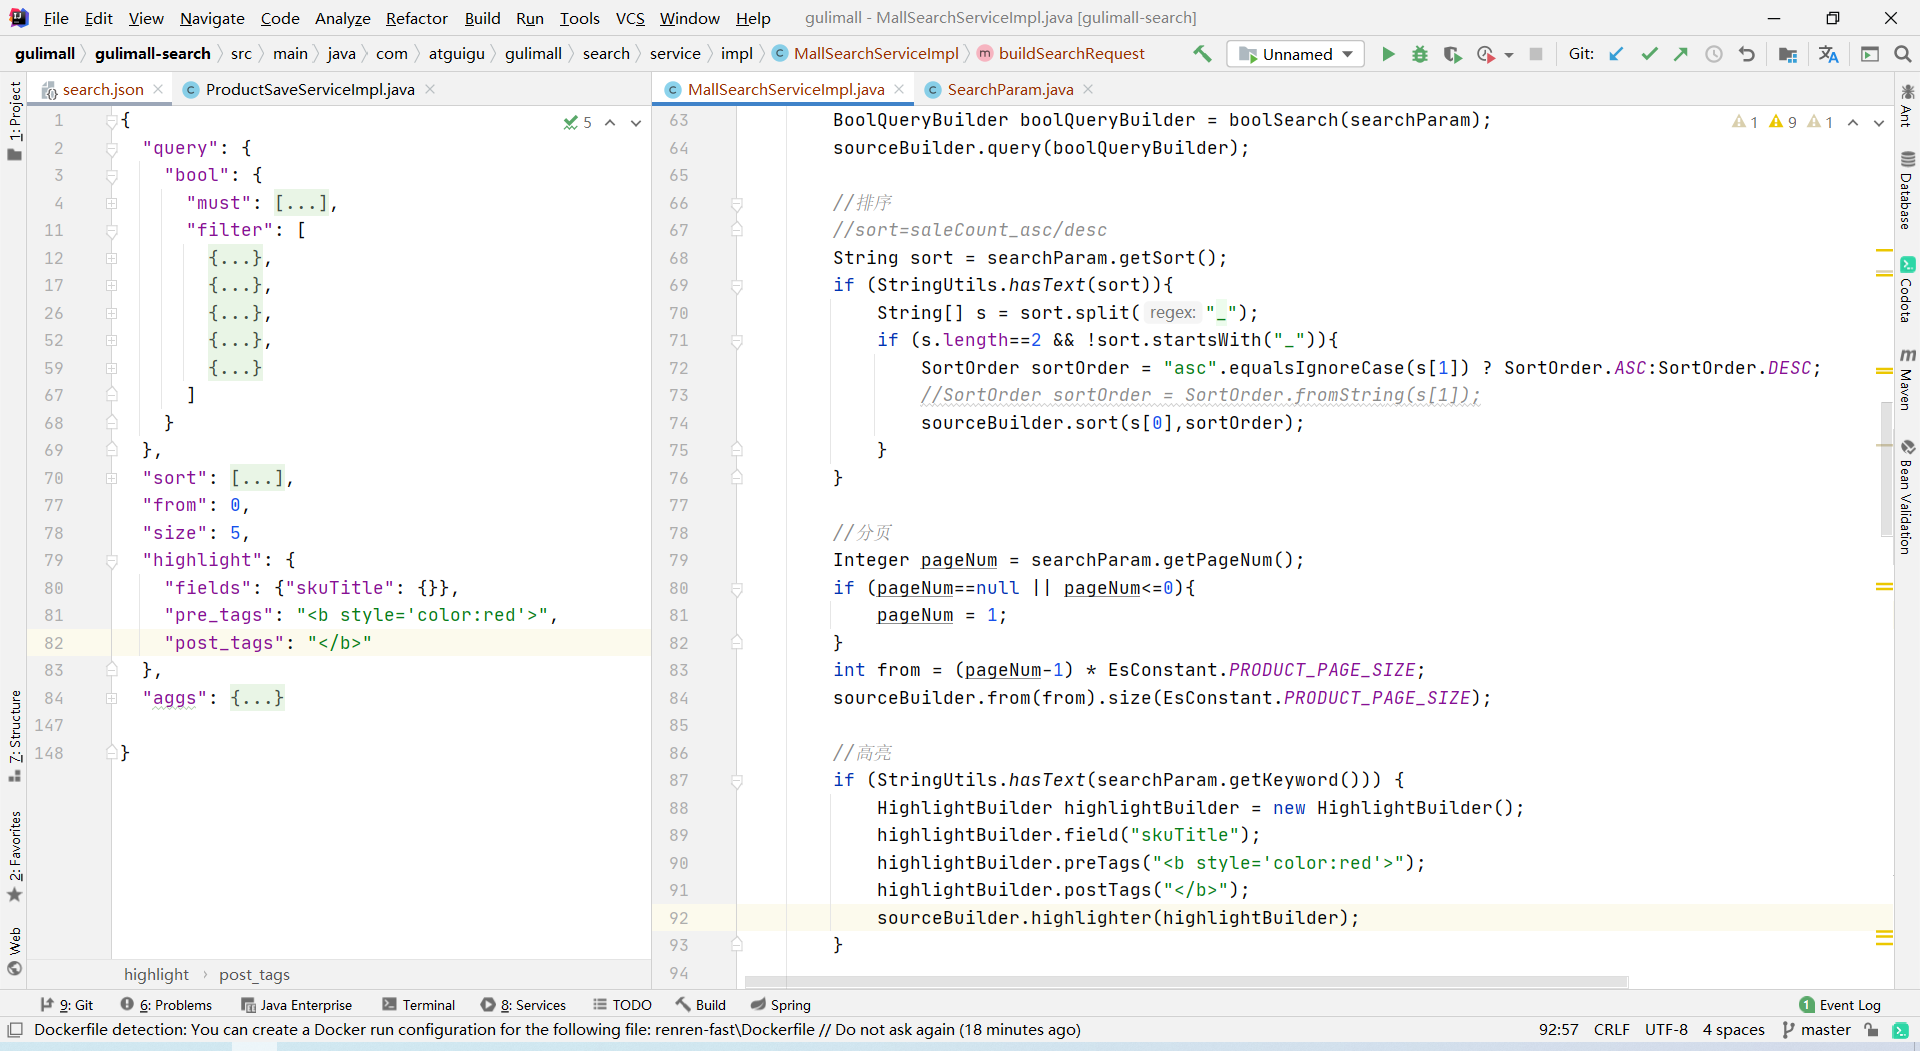 File Edit View Navigate Code Analyze Refactor Build Run Tools VCS Window Help gulimall - MallSearchServiceImpl.java [gulimall-search]
gulimall gulimall-search src main java com atguigu gulimall search service impl MallSearchServiceImpl buildSearchRequest Unnamed Git:
search.json ProductSaveServiceImpl.java MallSearchServiceImpl.java SearchParam.java
1: Project
7: Structure
2: Favorites
Web
5
1 {
2 "query": {
3 "bool": {
4 "must": [...],
11 "filter": [
12 {...},
17 {...},
26 {...},
52 {...},
59 {...}
67 ]
68 }
69 },
70 "sort": [...],
77 "from": 0,
78 "size": 5,
79 "highlight": {
80 "fields": {"skuTitle": {}},
81 "pre_tags": "<b style='color:red'>",
82 "post_tags": "</b>"
83 },
84 "aggs": {...}
147
148 }
highlight › post_tags
1 9 1
63 BoolQueryBuilder boolQueryBuilder = boolSearch(searchParam);
64 sourceBuilder.query(boolQueryBuilder);
65
66 //排序
67 //sort=saleCount_asc/desc
68 String sort = searchParam.getSort();
69 if (StringUtils.hasText(sort)){
70 String[] s = sort.split( regex: "_");
71 if (s.length==2 && !sort.startsWith("_")){
72 SortOrder sortOrder = "asc".equalsIgnoreCase(s[1]) ? SortOrder.ASC:SortOrder.DESC;
73 //SortOrder sortOrder = SortOrder.fromString(s[1]);
74 sourceBuilder.sort(s[0],sortOrder);
75 }
76 }
77
78 //分页
79 Integer pageNum = searchParam.getPageNum();
80 if (pageNum==null || pageNum<=0){
81 pageNum = 1;
82 }
83 int from = (pageNum-1) * EsConstant.PRODUCT_PAGE_SIZE;
84 sourceBuilder.from(from).size(EsConstant.PRODUCT_PAGE_SIZE);
85
86 //高亮
87 if (StringUtils.hasText(searchParam.getKeyword())) {
88 HighlightBuilder highlightBuilder = new HighlightBuilder();
89 highlightBuilder.field("skuTitle");
90 highlightBuilder.preTags("<b style='color:red'>");
91 highlightBuilder.postTags("</b>");
92 sourceBuilder.highlighter(highlightBuilder);
93 }
94
Ant
Database
Codota
Maven
Bean Validation
9: Git 6: Problems Java Enterprise Terminal 8: Services TODO Build Spring 1 Event Log
Dockerfile detection: You can create a Docker run configuration for the following file: renren-fast\Dockerfile // Do not ask again (18 minutes ago) 92:57 CRLF UTF-8 4 spaces master